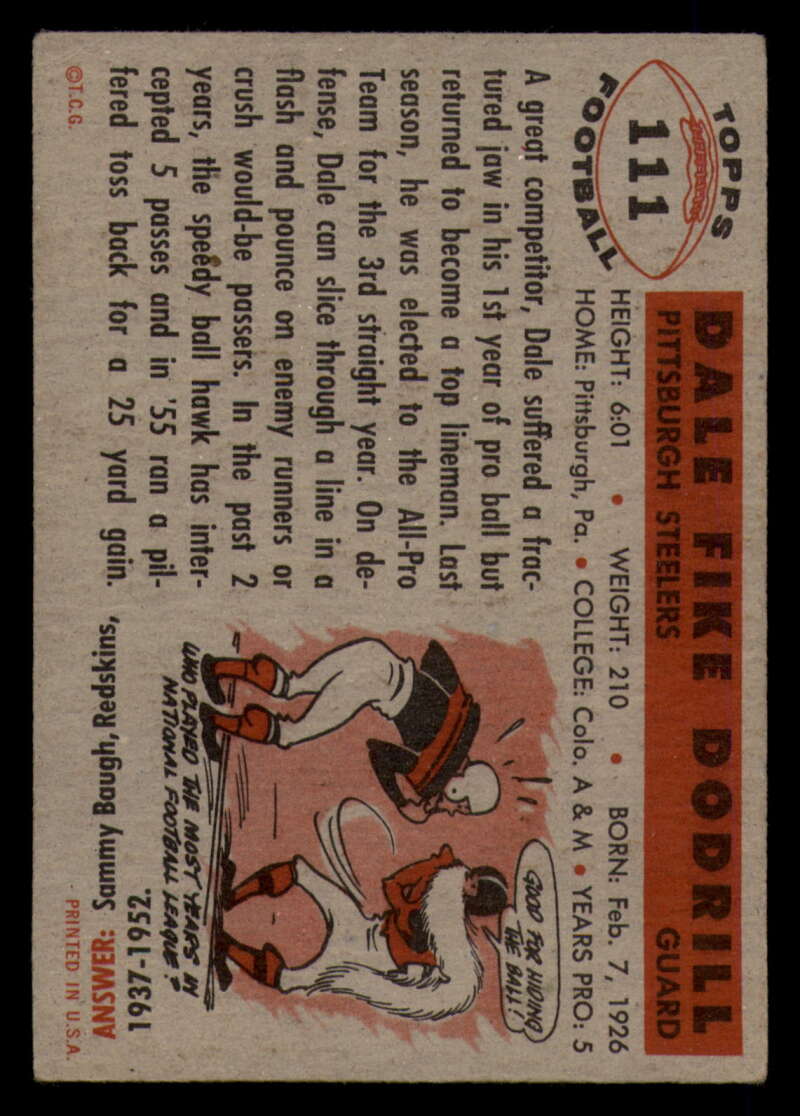 TOPPS
111
FOOTBALL
DALE FIKE DODRILL
PITTSBURGH STEELERS GUARD
HEIGHT: 6:01 • WEIGHT: 210 • BORN: Feb. 7, 1926
HOME: Pittsburgh, Pa. • COLLEGE: Colo. A & M • YEARS PRO: 5
A great competitor, Dale suffered a frac-
tured jaw in his 1st year of pro ball but
returned to become a top lineman. Last
season, he was elected to the All-Pro
Team for the 3rd straight year. On de-
fense, Dale can slice through a line in a
flash and pounce on enemy runners or
crush would-be passers. In the past 2
years, the speedy ball hawk has inter-
cepted 5 passes and in '55 ran a pil-
fered toss back for a 25 yard gain.
©T.C.G.
GOOD FOR HIDING
THE BALL!
WHO PLAYED THE MOST YEARS IN
NATIONAL FOOTBALL LEAGUE?
ANSWER: Sammy Baugh, Redskins,
1937-1952.
PRINTED IN U.S.A.